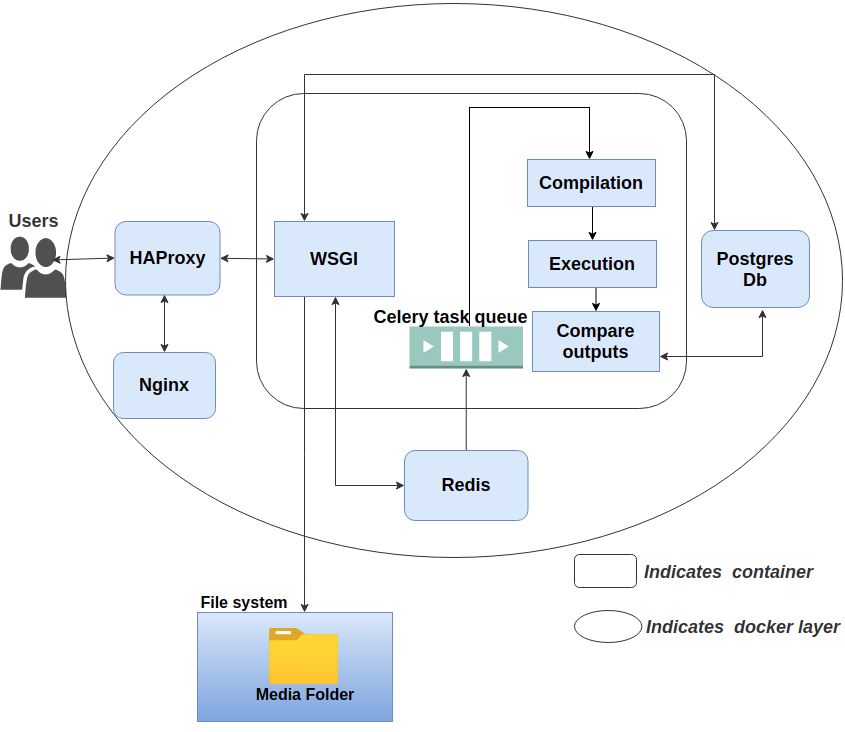 Users
HAProxy
Nginx
WSGI
Celery task queue
Compilation
Execution
Compare
outputs
Postgres
Db
Redis
Indicates  container
Indicates  docker layer
File system
Media Folder